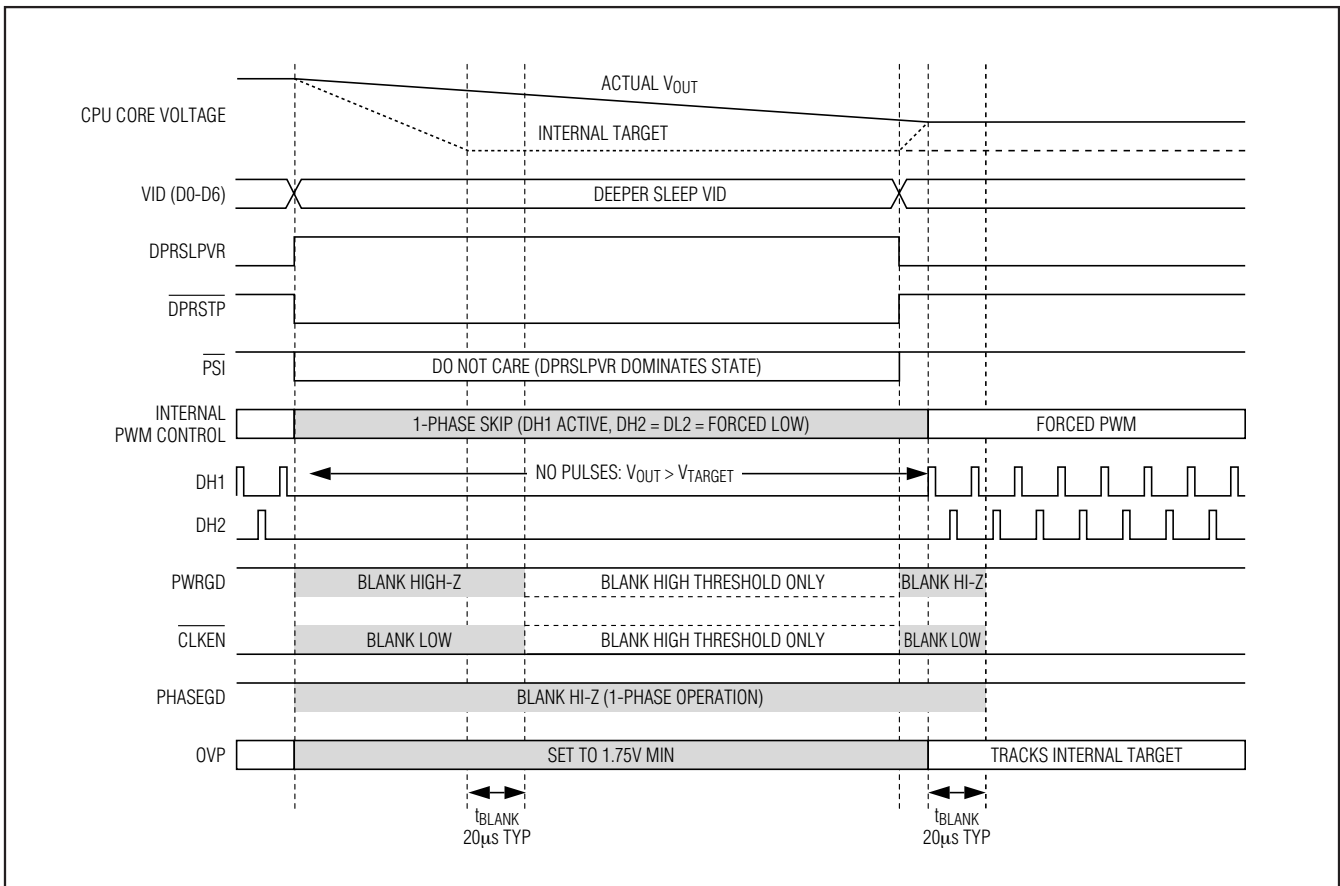 ACTUAL VOUT
CPU CORE VOLTAGE
INTERNAL TARGET
VID (D0-D6)
DEEPER SLEEP VID
DPRSLPVR
DPRSTP
PSI
DO NOT CARE (DPRSLPVR DOMINATES STATE)
INTERNAL
PWM CONTROL
1-PHASE SKIP (DH1 ACTIVE, DH2 = DL2 = FORCED LOW)
FORCED PWM
DH1
NO PULSES: VOUT > VTARGET
DH2
PWRGD
BLANK HIGH-Z
BLANK HIGH THRESHOLD ONLY
BLANK HI-Z
CLKEN
BLANK LOW
BLANK HIGH THRESHOLD ONLY
BLANK LOW
PHASEGD
BLANK HI-Z (1-PHASE OPERATION)
OVP
SET TO 1.75V MIN
TRACKS INTERNAL TARGET
tBLANK
20μs TYP
tBLANK
20μs TYP